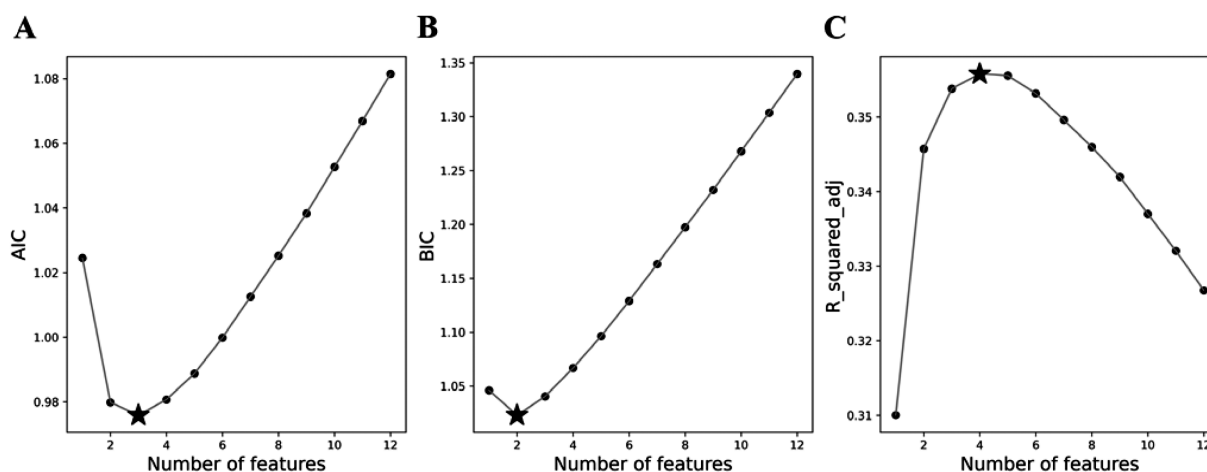 A
AIC
1.08
1.06
1.04
1.02
1.00
0.98
2 4 6 8 10 12
Number of features
B
BIC
1.35
1.30
1.25
1.20
1.15
1.10
1.05
2 4 6 8 10 12
Number of features
C
R_squared_adj
0.35
0.34
0.33
0.32
0.31
2 4 6 8 10 12
Number of features